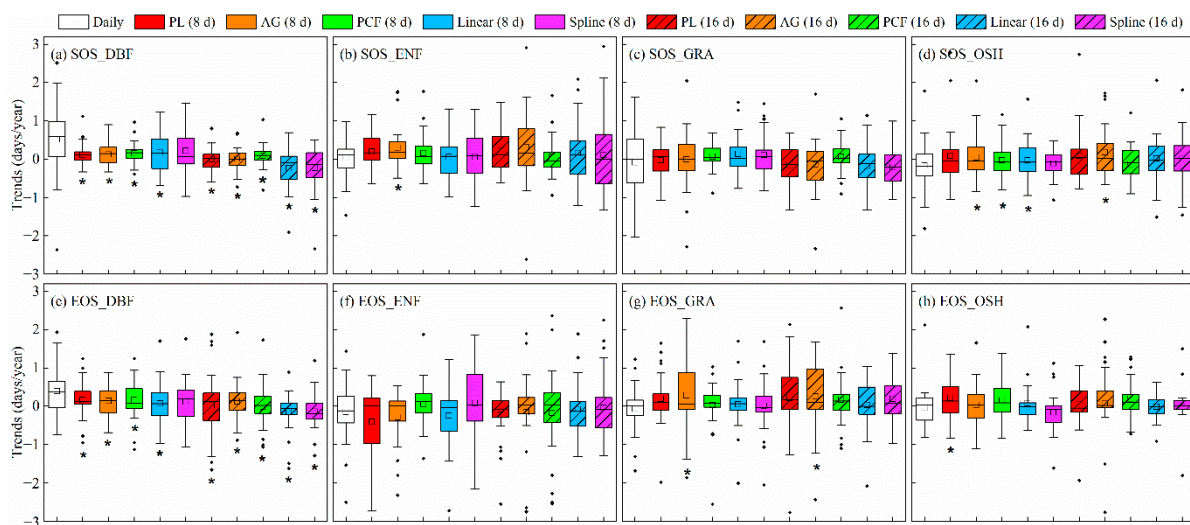 Daily PL (8 d) AG (8 d) PCF (8 d) Linear (8 d) Spline (8 d) PL (16 d) AG (16 d) PCF (16 d) Linear (16 d) Spline (16 d)
(a) SOS_DBF (b) SOS_ENF (c) SOS_GRA (d) SOS_OSH
3
2
1
0
−1
−2
−3
Trends (days/year)
* * * * * * * * * * * * * *
(e) EOS_DBF (f) EOS_ENF (g) EOS_GRA (h) EOS_OSH
3
2
1
0
−1
−2
−3
Trends (days/year)
* * * * * * * * * * * *